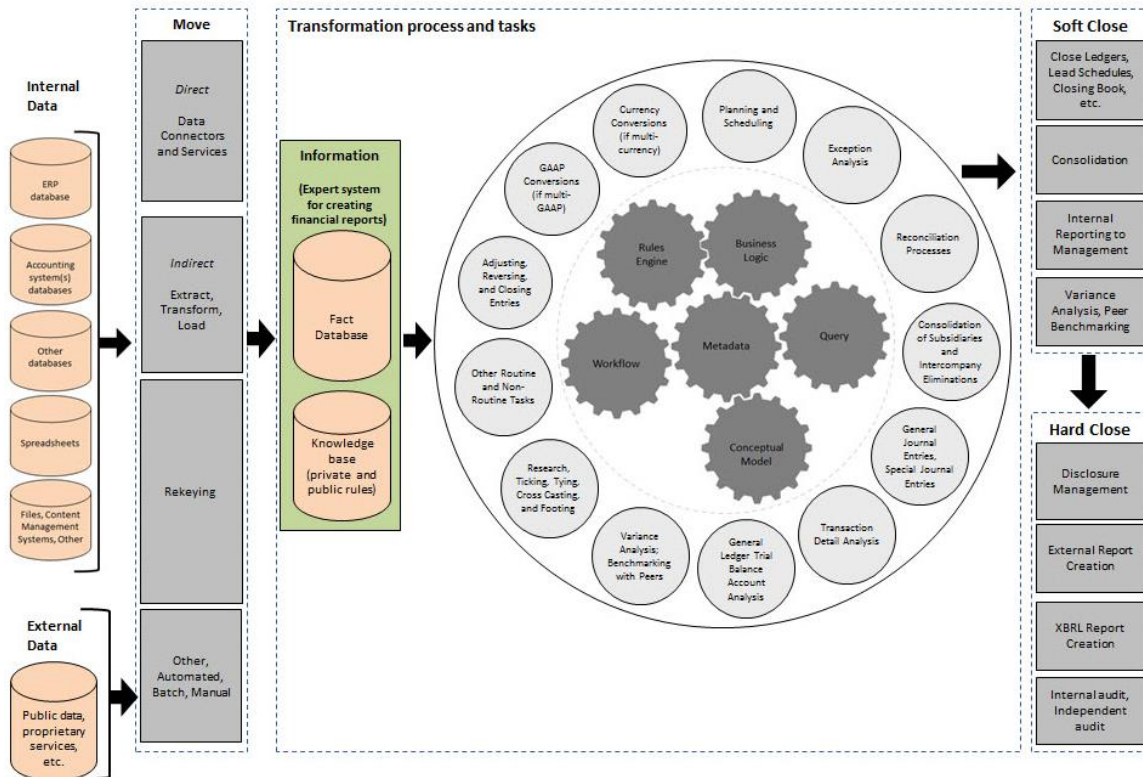 Internal
Data
ERP
database
Accounting
system(s)
databases
Other
databases
Spreadsheets
Files, Content
Management
Systems, Other
External
Data
Public data,
proprietary
services,
etc.
Move
Direct
Data
Connectors
and Services
Indirect
Extract,
Transform,
Load
Rekeying
Other,
Automated,
Batch, Manual
Transformation process and tasks
Information
(Expert system
for creating
financial reports)
Fact
Database
Knowledge
base
(private and
public rules)
Planning and
Scheduling
Exception
Analysis
Reconciliation
Processes
Consolidation
of Subsidiaries
and
Intercompany
Eliminations
General
Journal
Entries,
Special Journal
Entries
Transaction
Detail Analysis
General
Ledger Trial
Balance
Account
Analysis
Variance
Analysis;
Benchmarking
with Peers
Research,
Ticking, Tying,
Cross Casting,
and Footing
Other Routine
and Non-
Routine Tasks
Adjusting,
Reversing,
and Closing
Entries
GAAP
Conversions
(if multi-
GAAP)
Currency
Conversions
(if multi-
currency)
Rules
Engine
Business
Logic
Workflow
Metadata
Query
Conceptual
Model
Soft Close
Close Ledgers,
Lead Schedules,
Closing Book,
etc.
Consolidation
Internal
Reporting to
Management
Variance
Analysis, Peer
Benchmarking
Hard Close
Disclosure
Management
External Report
Creation
XBRL Report
Creation
Internal audit,
Independent
audit